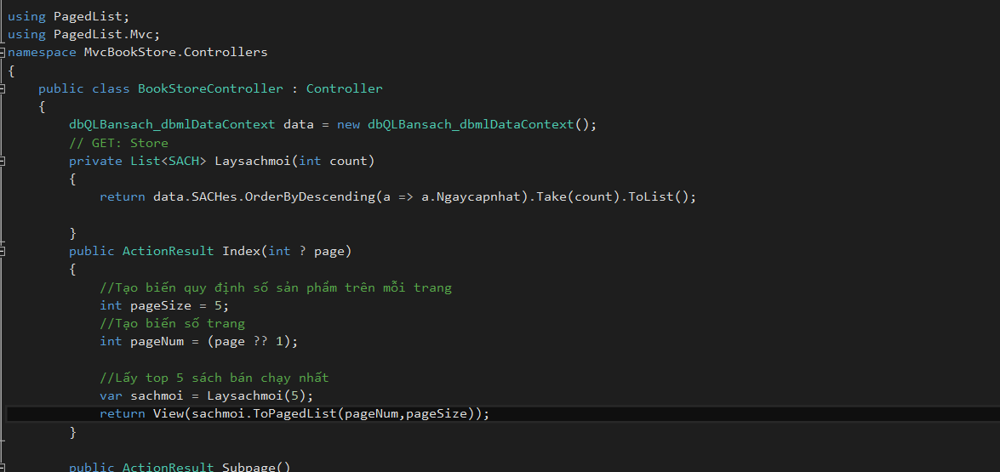 using PagedList;
using PagedList.Mvc;
namespace MvcBookStore.Controllers
{
public class BookStoreController : Controller
{
dbQLBansach_dbmlDataContext data = new dbQLBansach_dbmlDataContext();
// GET: Store
private List<SACH> Laysachmoi(int count)
{
return data.SACHes.OrderByDescending(a => a.Ngaycapnhat).Take(count).ToList();
}
public ActionResult Index(int ? page)
{
//Tạo biến quy định số sản phẩm trên mỗi trang
int pageSize = 5;
//Tạo biến số trang
int pageNum = (page ?? 1);
//Lấy top 5 sách bán chạy nhất
var sachmoi = Laysachmoi(5);
return View(sachmoi.ToPagedList(pageNum,pageSize));
}
public ActionResult Subpage()